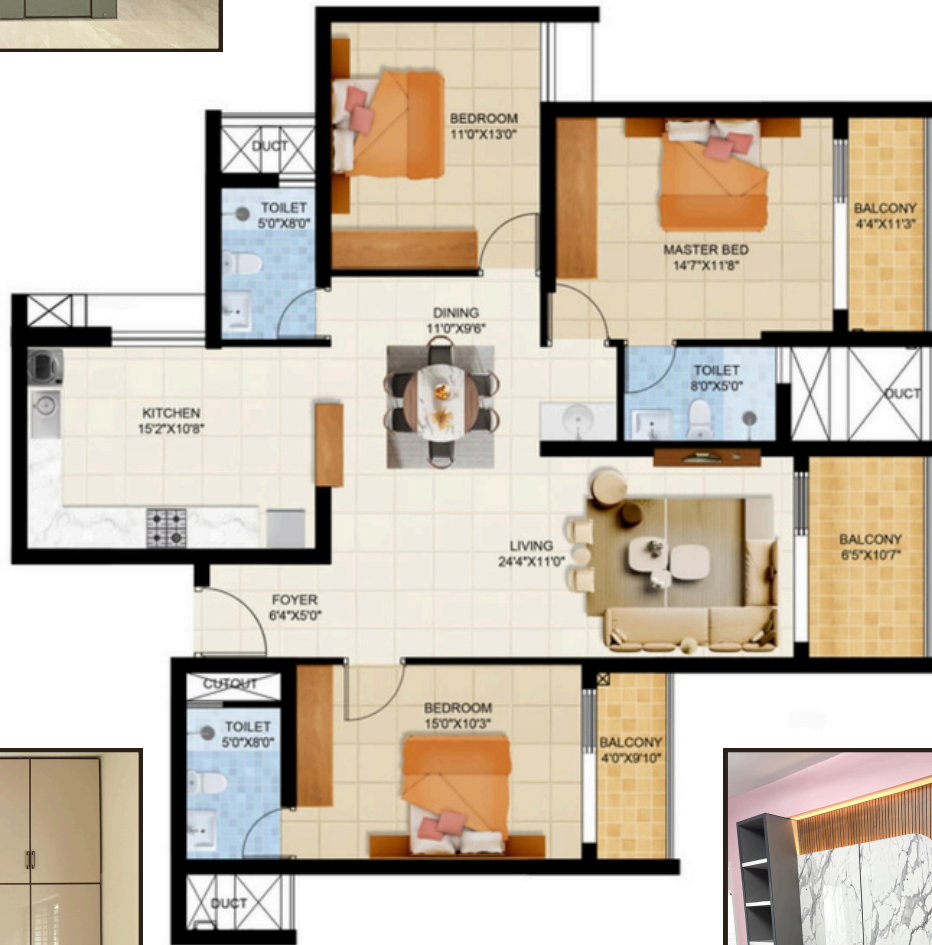 BEDROOM
11'0"X13'0"
DUCT
TOILET
5'0"X8'0"
BALCONY
4'4"X11'3"
MASTER BED
14'7"X11'8"
DINING
11'0"X9'6"
TOILET
8'0"X5'0"
DUCT
KITCHEN
15'2"X10'8"
LIVING
24'4"X11'0"
BALCONY
6'5"X10'7"
FOYER
6'4"X5'0"
CUTOUT
BEDROOM
15'0"X10'3"
TOILET
5'0"X8'0"
BALCONY
4'0"X9'10"
DUCT